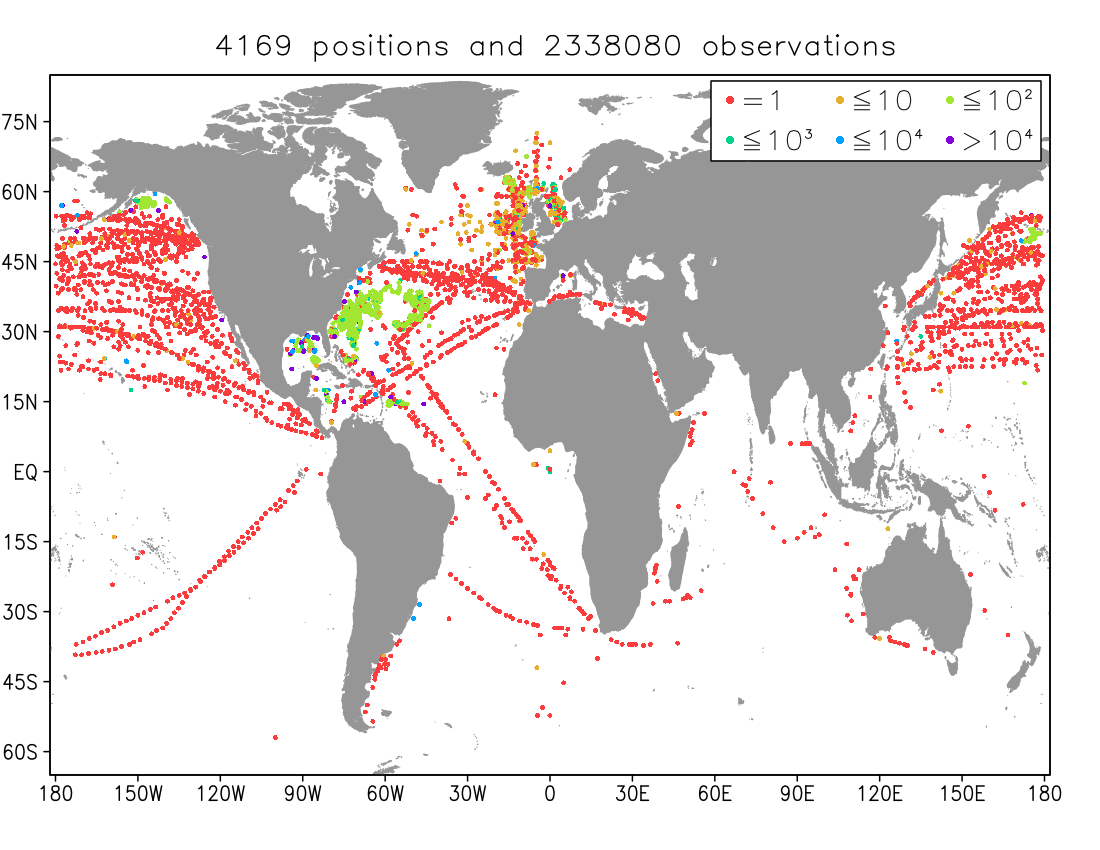 4169 positions and 2338080 observations
= 1 ≦ 10 ≦ 10²
≦ 10³ ≦ 10⁴ > 10⁴
75N
60N
45N
30N
15N
EQ
15S
30S
45S
60S
180 150W 120W 90W 60W 30W 0 30E 60E 90E 120E 150E 180